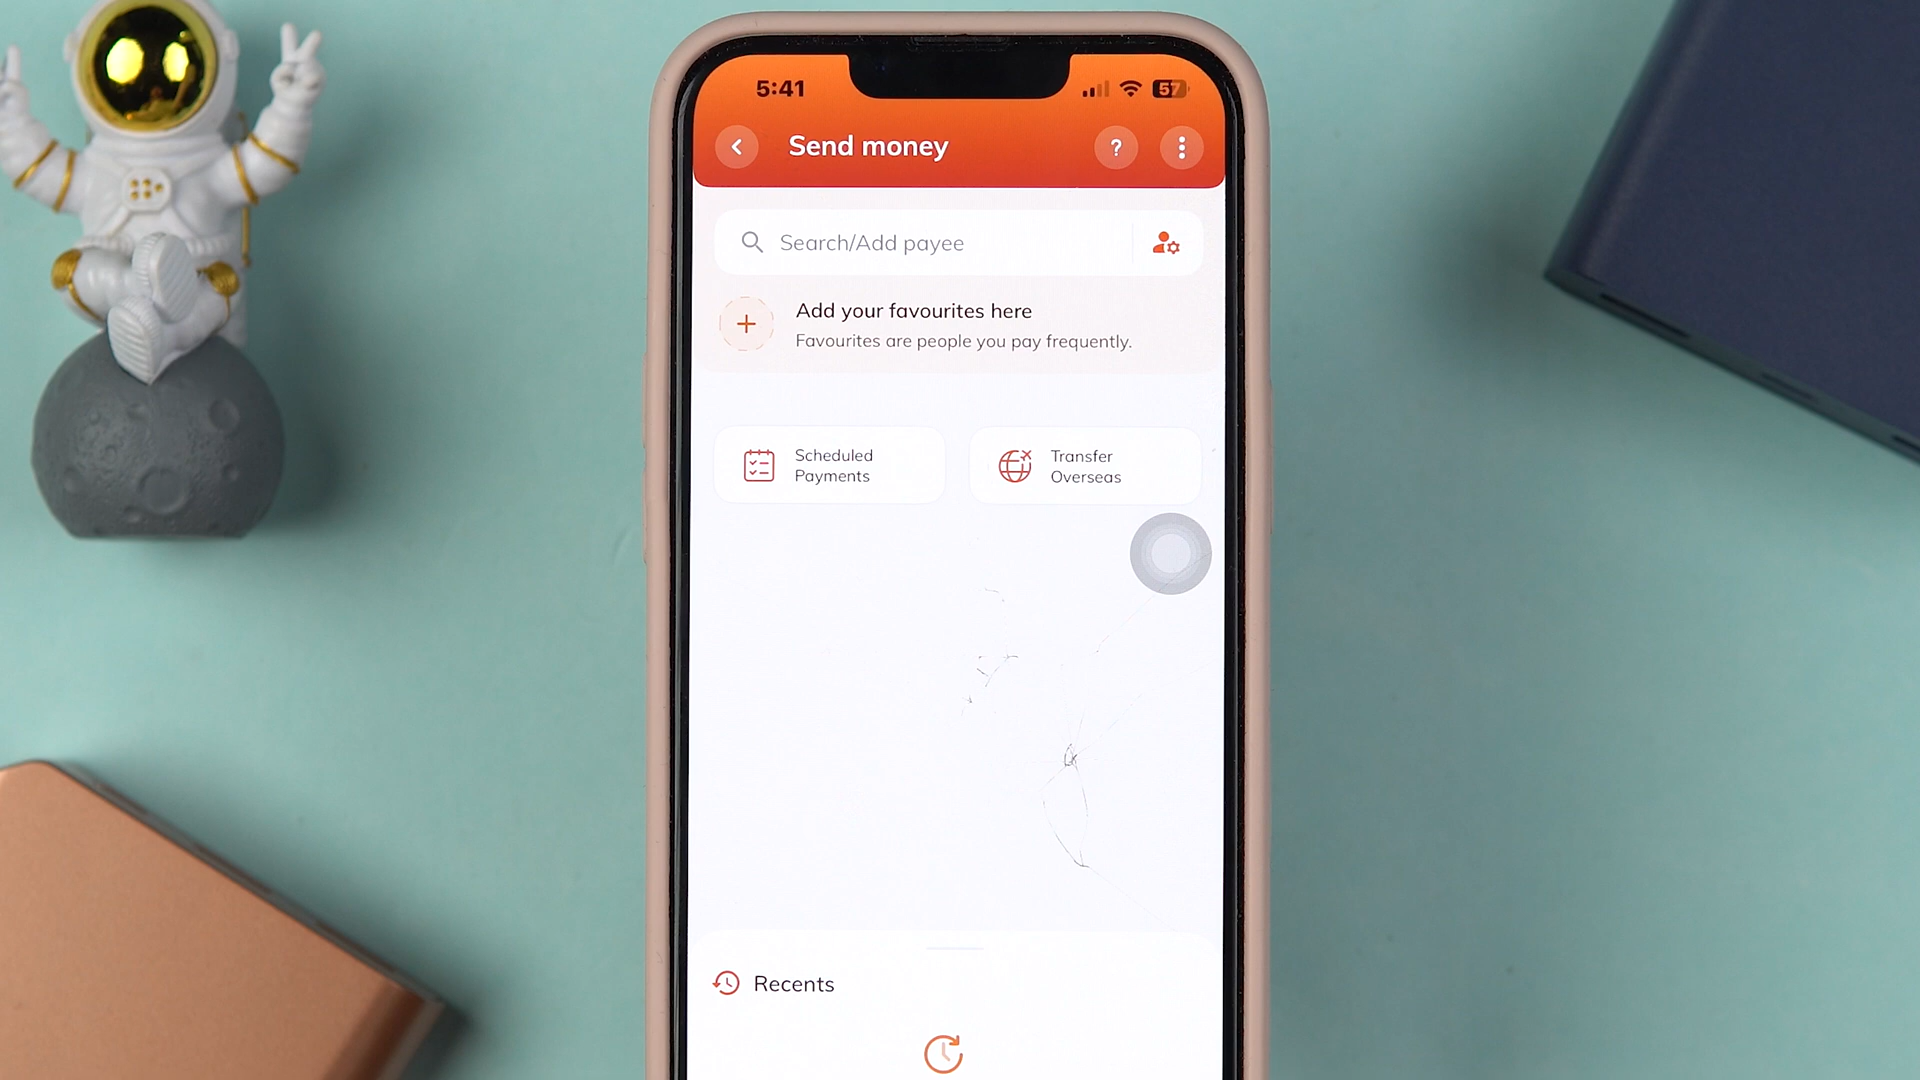 5:41
57
Send money
?
Search/Add payee
Add your favourites here
Favourites are people you pay frequently.
Scheduled
Payments
Transfer
Overseas
Recents